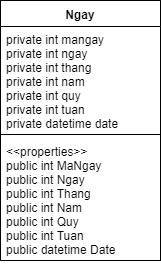 Ngay
private int mangay
private int ngay
private int thang
private int nam
private int quy
private int tuan
private datetime date
<<properties>>
public int MaNgay
public int Ngay
public int Thang
public int Nam
public int Quy
public int Tuan
public datetime Date